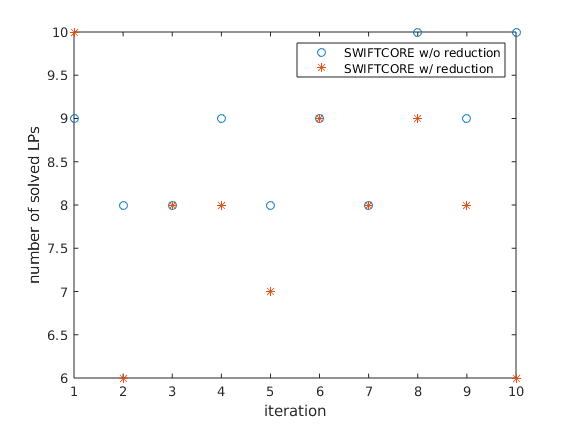 10
9.5
9
8.5
8
7.5
7
6.5
6
number of solved LPs
SWIFTCORE w/o reduction
SWIFTCORE w/ reduction
1 2 3 4 5 6 7 8 9 10
iteration